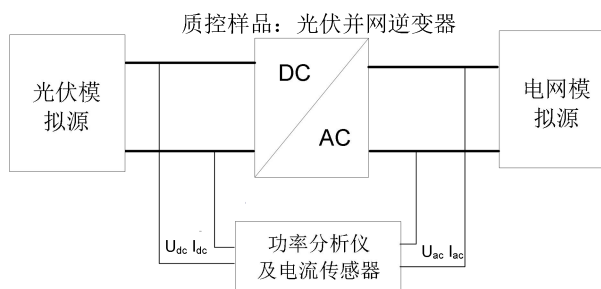 质控样品：光伏并网逆变器
光伏模
拟源
DC
AC
电网模
拟源
Udc Idc
功率分析仪
及电流传感器
Uac Iac